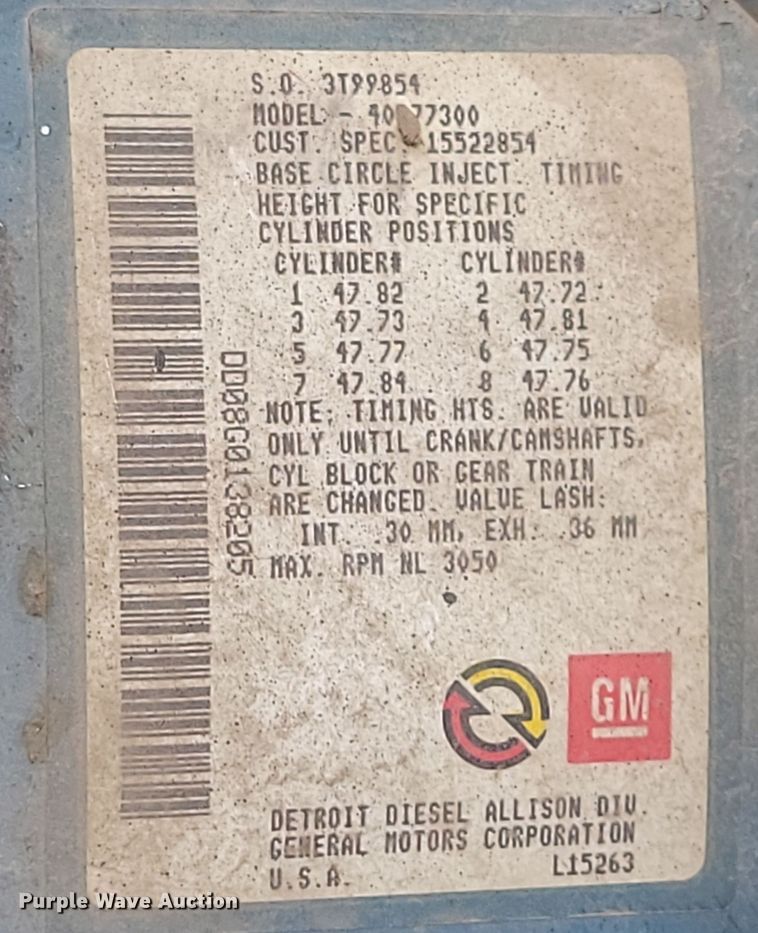 S.O. 3T99854
MODEL - 40 77300
CUST. SPEC. 15522854
BASE CIRCLE INJECT. TIMING
HEIGHT FOR SPECIFIC
CYLINDER POSITIONS
CYLINDER# CYLINDER#
1 47.82 2 47.72
3 47.73 4 47.81
5 47.77 6 47.75
7 47.84 8 47.76
NOTE: TIMING HTS. ARE VALID
ONLY UNTIL CRANK/CAMSHAFTS,
CYL BLOCK OR GEAR TRAIN
ARE CHANGED. VALVE LASH:
INT. .30 MM, EXH. .36 MM
MAX. RPM NL 3050
DD08G0138205
GM
DETROIT DIESEL ALLISON DIV.
GENERAL MOTORS CORPORATION
U.S.A. L15263
Purple Wave Auction